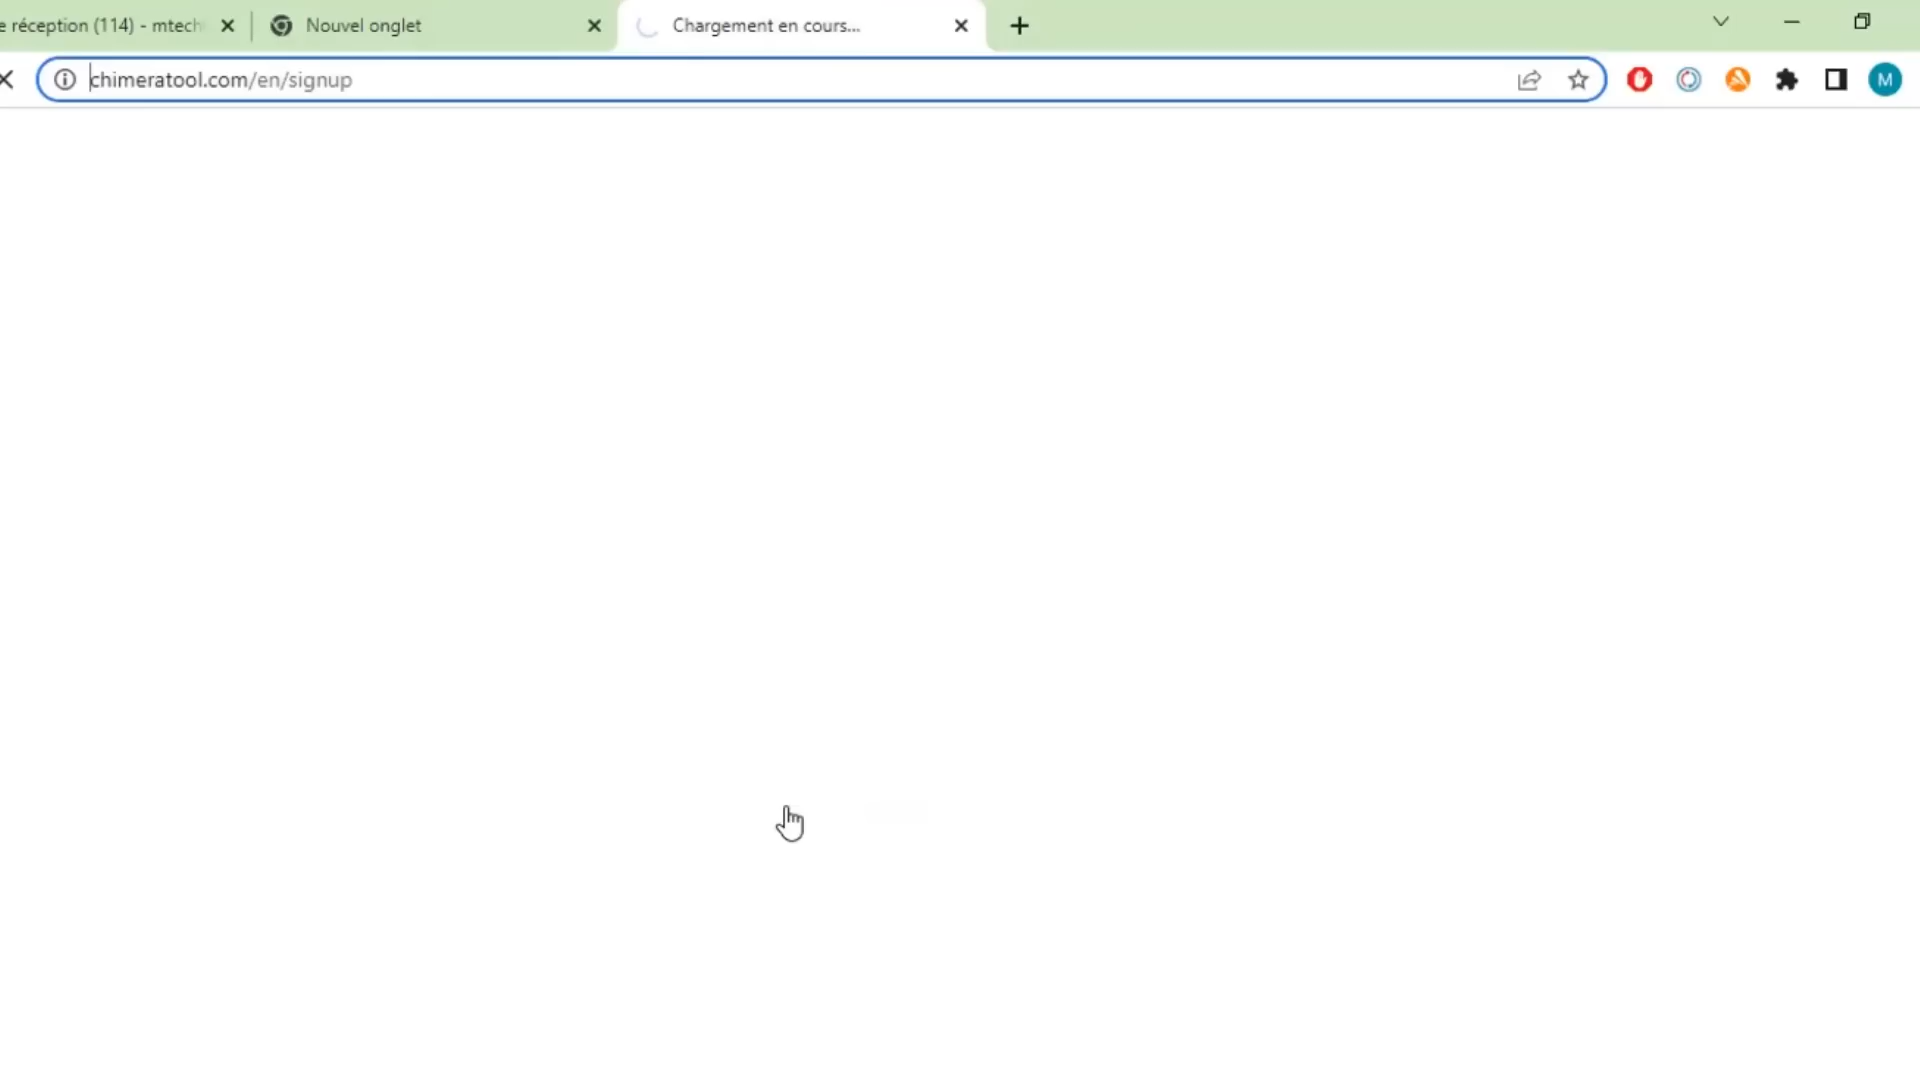 e réception (114) - mtech
Nouvel onglet
Chargement en cours...
chimeratool.com/en/signup
M